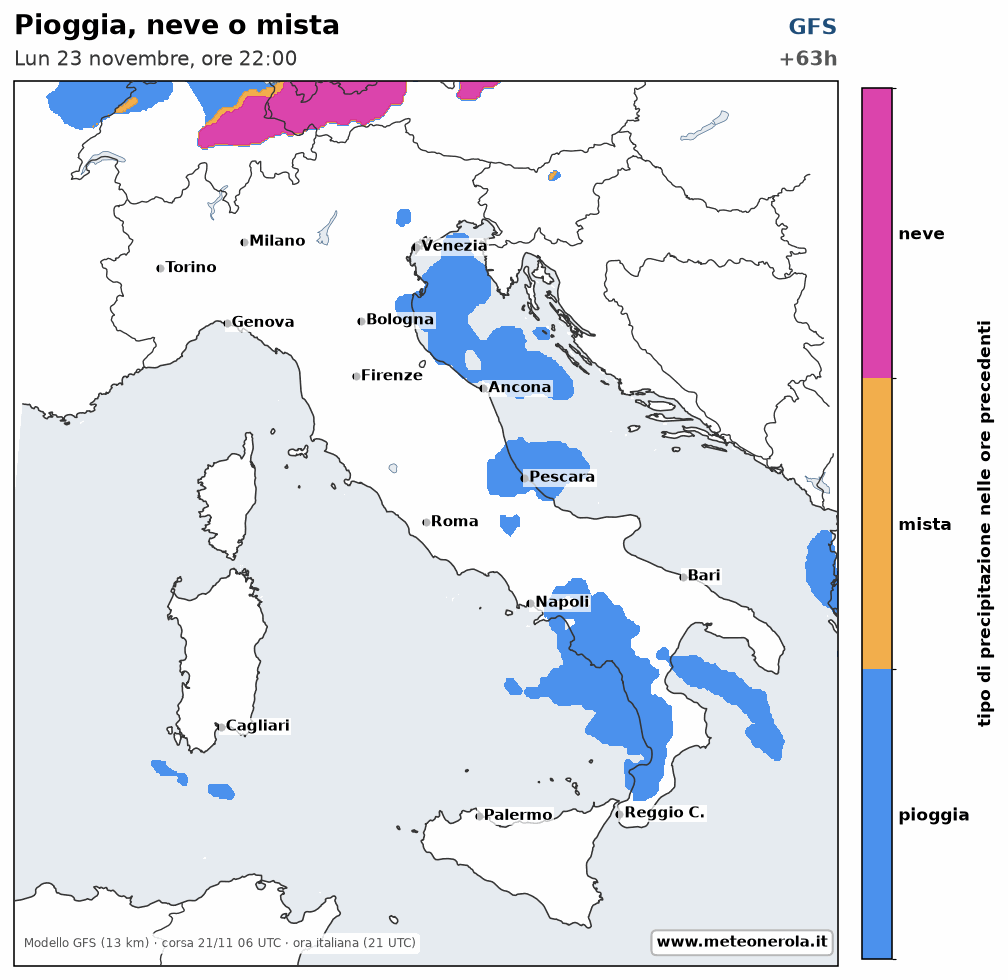 Pioggia, neve o mista
GFS
Lun 23 novembre, ore 22:00
+63h
neve
mista
pioggia
tipo di precipitazione nelle ore precedenti
Milano
Venezia
Torino
Genova
Bologna
Firenze
Ancona
Pescara
Roma
Bari
Napoli
Cagliari
Palermo
Reggio C.
Modello GFS (13 km) · corsa 21/11 06 UTC · ora italiana (21 UTC)
www.meteonerola.it